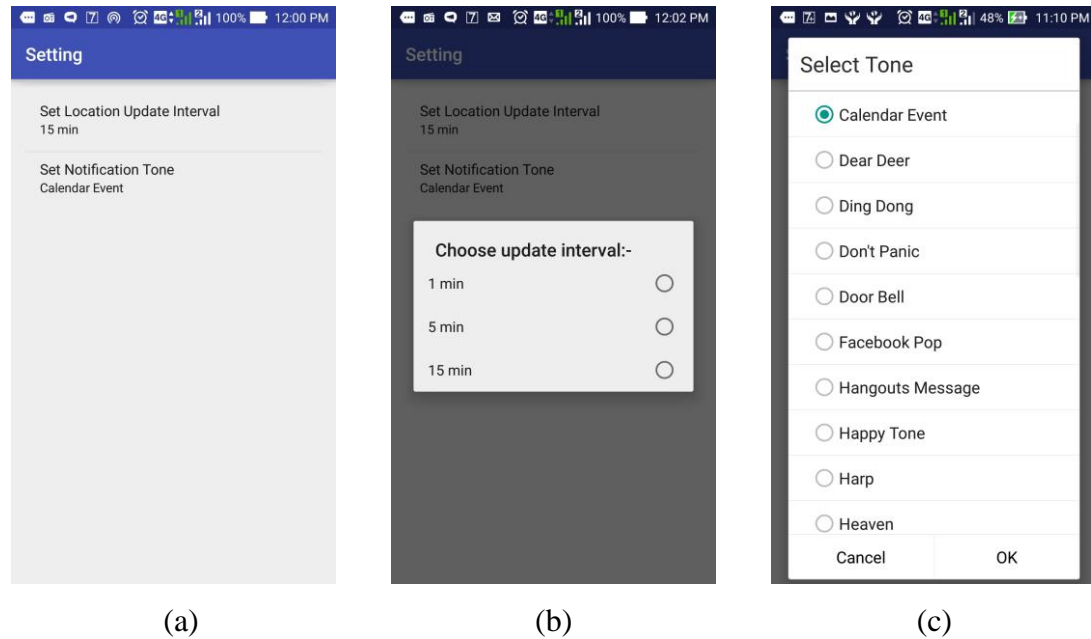 100% 12:00 PM
Setting
Set Location Update Interval
15 min
Set Notification Tone
Calendar Event
(a)
100% 12:02 PM
Setting
Set Location Update Interval
15 min
Set Notification Tone
Calendar Event
Choose update interval:-
1 min
5 min
15 min
(b)
48% 11:10 PM
Select Tone
Calendar Event
Dear Deer
Ding Dong
Don't Panic
Door Bell
Facebook Pop
Hangouts Message
Happy Tone
Harp
Heaven
Cancel OK
(c)